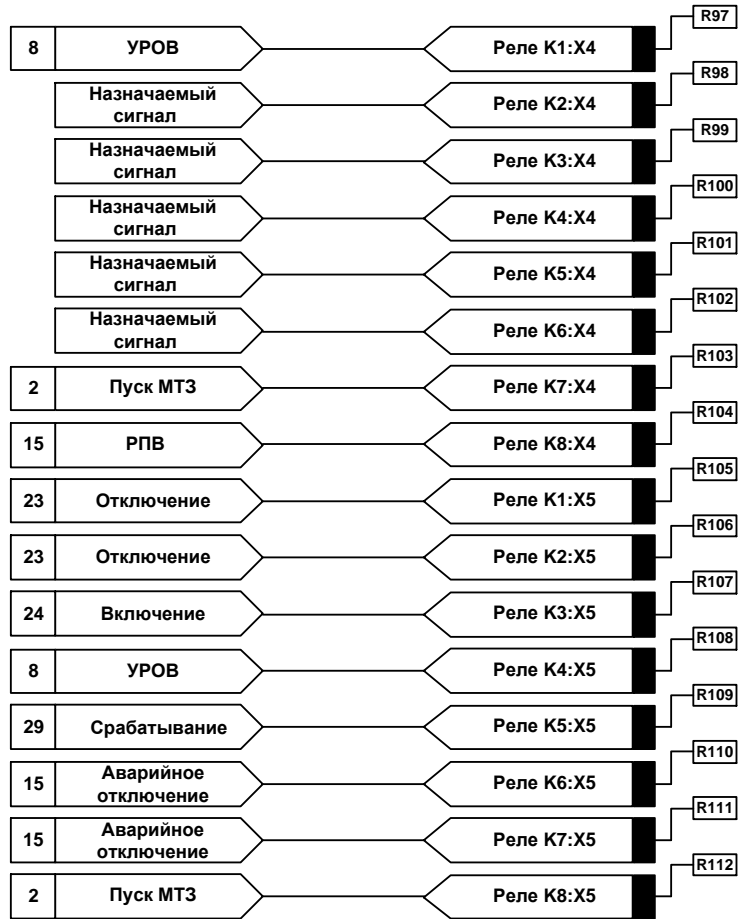 R97
8 УРОВ Реле K1:X4
R98
Назначаемый
сигнал
Реле K2:X4
R99
Назначаемый
сигнал
Реле K3:X4
R100
Назначаемый
сигнал
Реле K4:X4
R101
Назначаемый
сигнал
Реле K5:X4
R102
Назначаемый
сигнал
Реле K6:X4
R103
2 Пуск МТЗ Реле K7:X4
R104
15 РПВ Реле K8:X4
R105
23 Отключение Реле K1:X5
R106
23 Отключение Реле K2:X5
R107
24 Включение Реле K3:X5
R108
8 УРОВ Реле K4:X5
R109
29 Срабатывание Реле K5:X5
R110
15 Аварийное
отключение
Реле K6:X5
R111
15 Аварийное
отключение
Реле K7:X5
R112
2 Пуск МТЗ Реле K8:X5